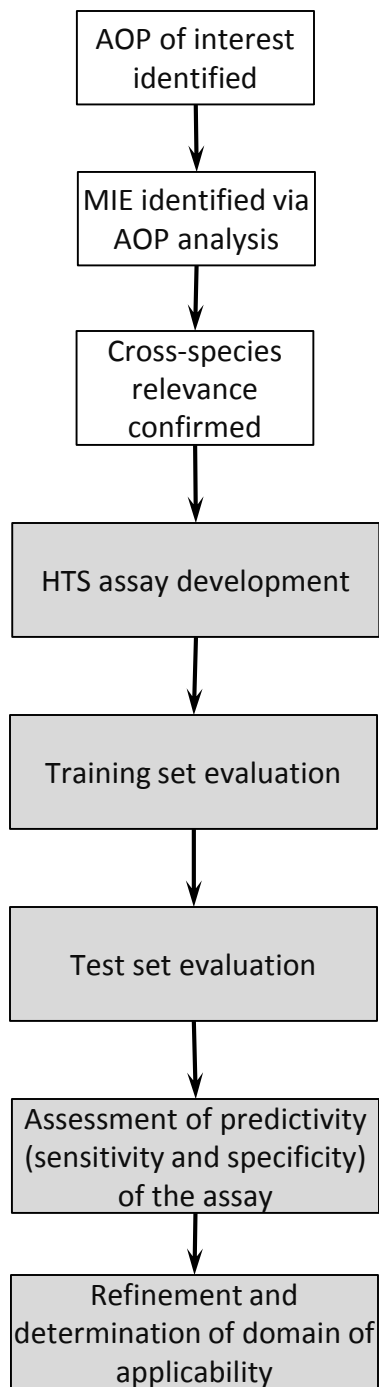 AOP of interest
identified
MIE identified via
AOP analysis
Cross-species
relevance
confirmed
HTS assay development
Training set evaluation
Test set evaluation
Assessment of predictivity
(sensitivity and specificity)
of the assay
Refinement and
determination of domain of
applicability